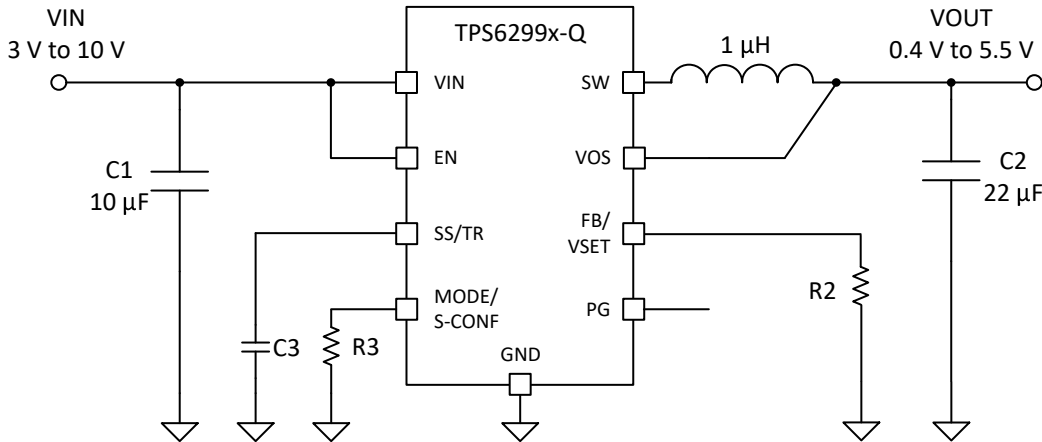 VIN
3 V to 10 V
TPS6299x-Q
1 µH
VOUT
0.4 V to 5.5 V
VIN
SW
EN
VOS
C1
10 µF
C2
22 µF
SS/TR
FB/
VSET
MODE/
S-CONF
PG
R2
C3
R3
GND